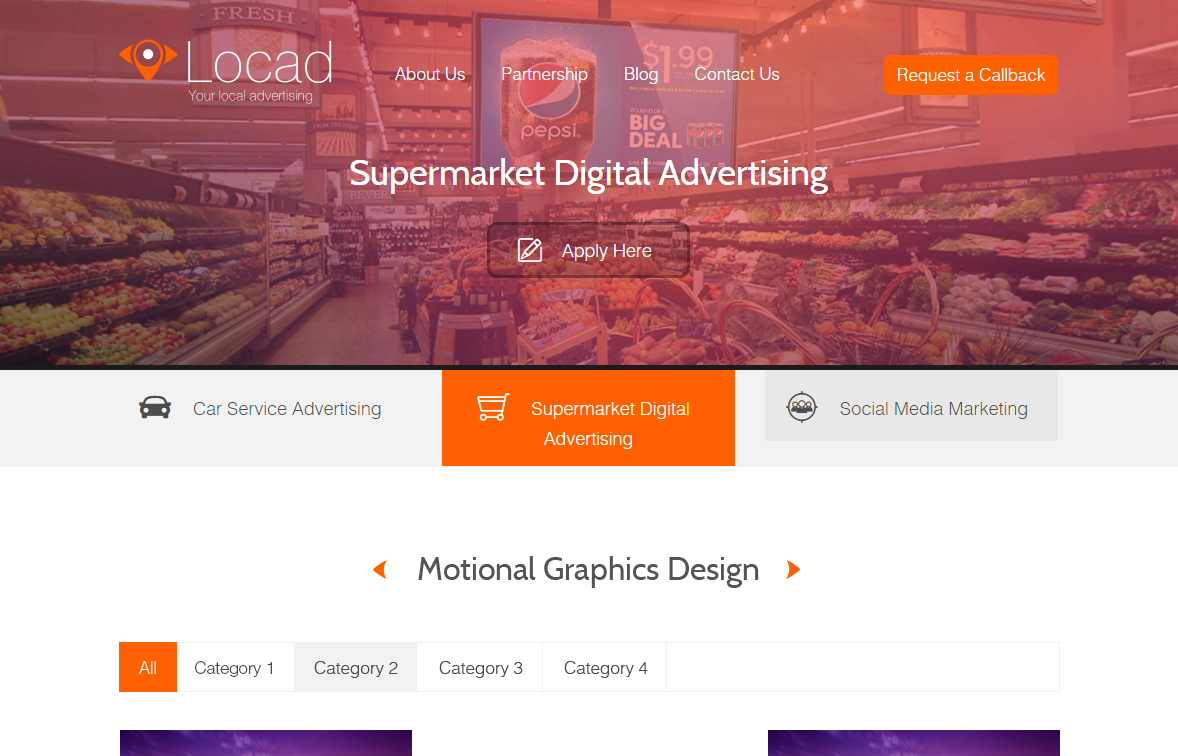 FRESH
Locad
Your local advertising
About Us
Partnership
Blog
Contact Us
Request a Callback
$1.99
pepsi.
BIG
DEAL
Supermarket Digital Advertising
Apply Here
Car Service Advertising
Supermarket Digital
Advertising
Social Media Marketing
Motional Graphics Design
All
Category 1
Category 2
Category 3
Category 4